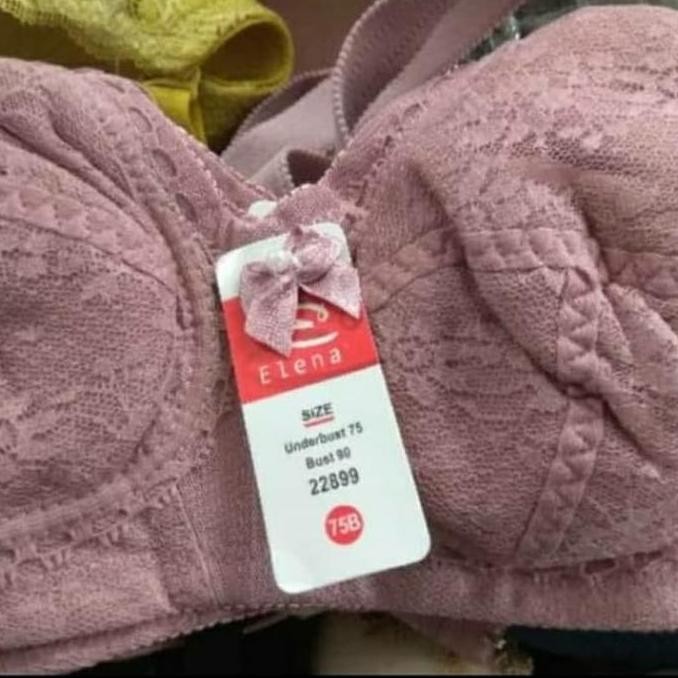 Elena
SIZE
Underbust 75
Bust 90
22899
75B